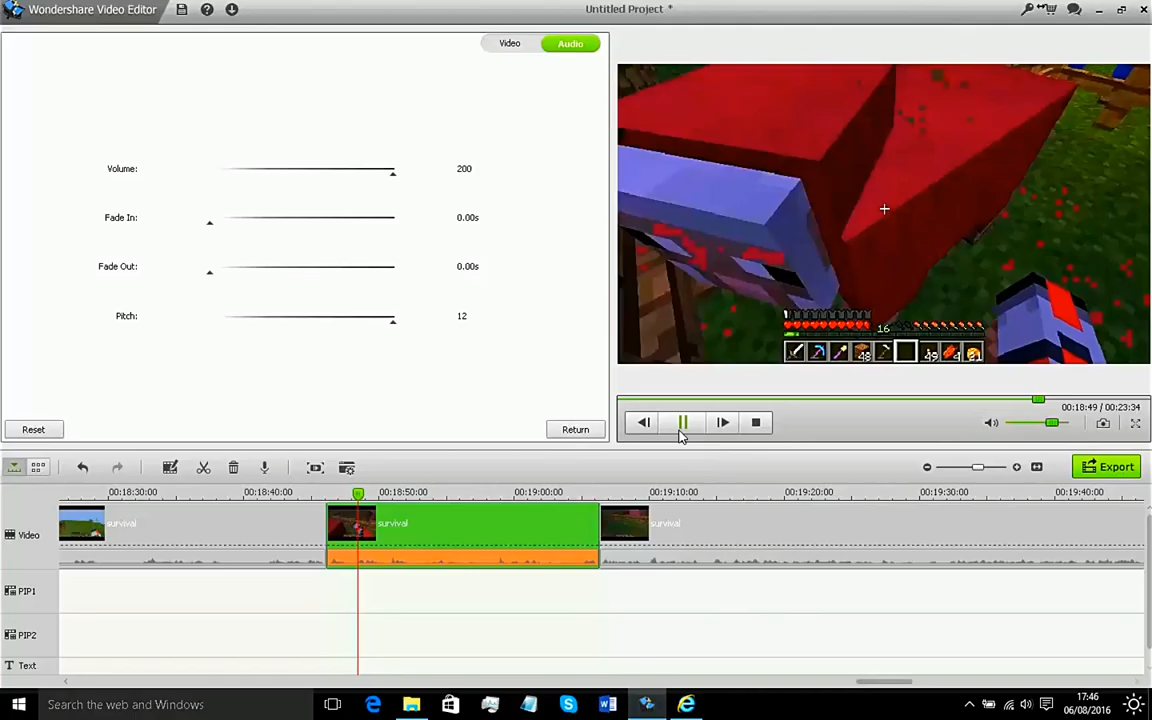 Wondershare Video Editor
Untitled Project *
Video
Audio
Volume:
200
Fade In:
0.00s
Fade Out:
0.00s
Pitch:
12
Reset
Return
16
48
49
4
21
00:18:49 / 00:23:34
Export
00:18:30:00
00:18:40:00
00:18:50:00
00:19:00:00
00:19:10:00
00:19:20:00
00:19:30:00
00:19:40:00
Video
survival
survival
survival
PIP1
PIP2
T Text
Search the web and Windows
17:46
06/08/2016